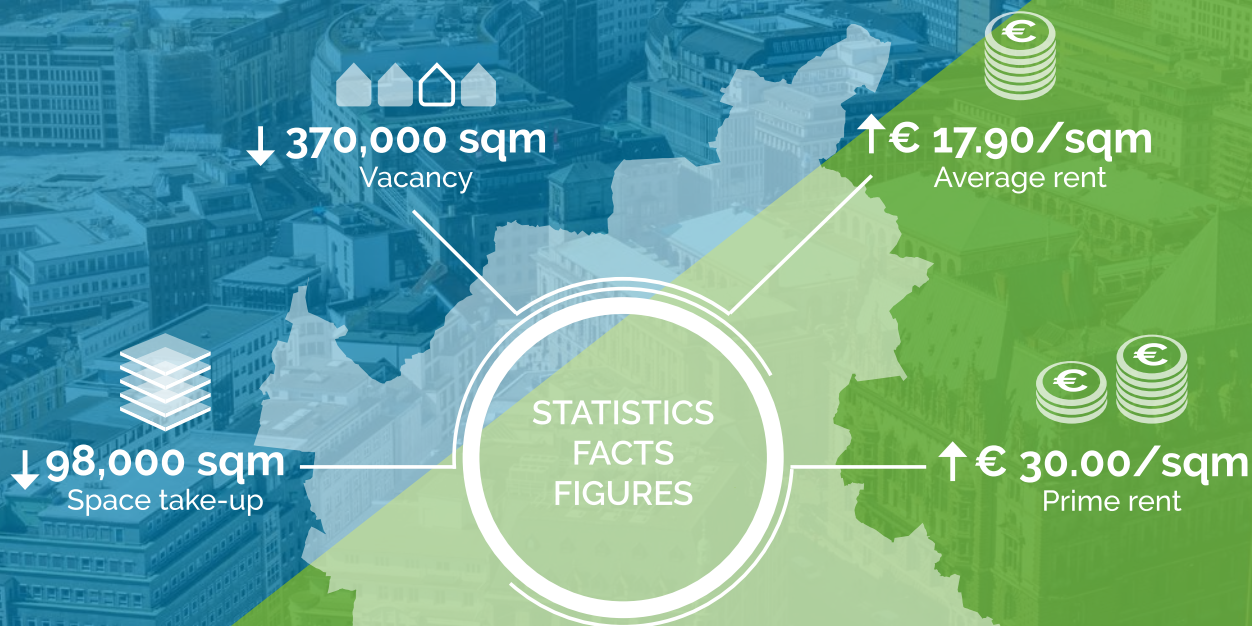 ↓ 370,000 sqm
Vacancy
↑ € 17.90/sqm
Average rent
↓ 98,000 sqm
Space take-up
STATISTICS
FACTS
FIGURES
↑ € 30.00/sqm
Prime rent